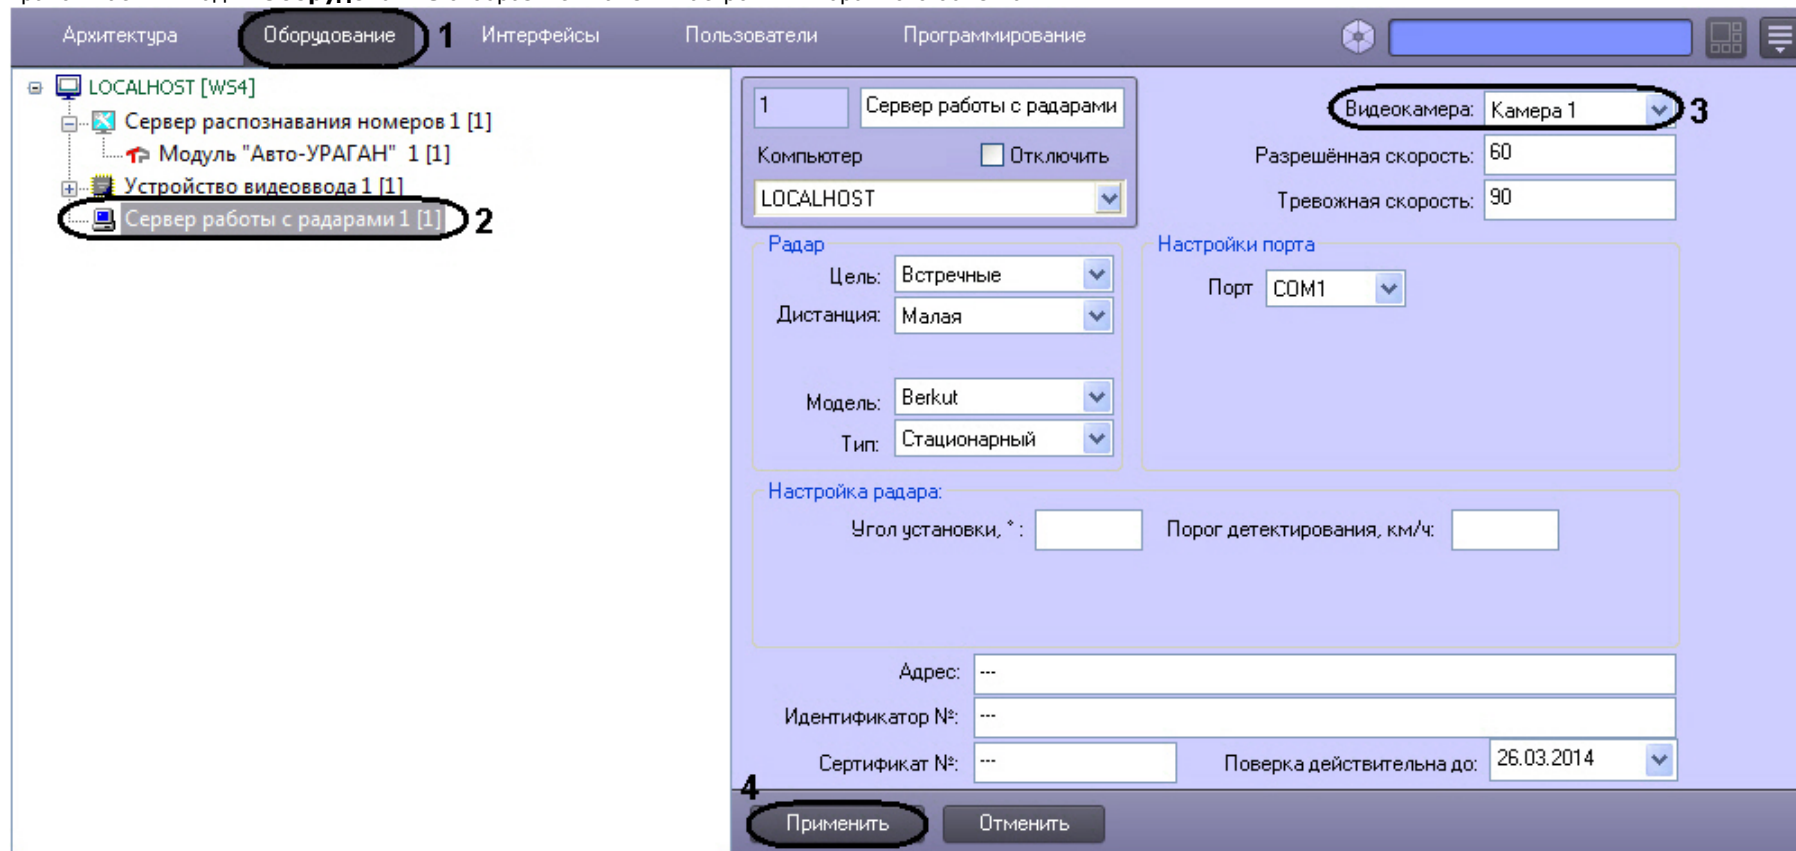 Архитектура Оборудование 1 Интерфейсы Пользователи Программирование
LOCALHOST [WS4]
Сервер распознавания номеров 1 [1]
Модуль "Авто-УРАГАН" 1 [1]
Устройство видеоввода 1 [1]
Сервер работы с радарами 1 [1] 2
1 Сервер работы с радарами
Компьютер Отключить
LOCALHOST
Видеокамера: Камера 1 3
Разрешённая скорость: 60
Тревожная скорость: 90
Радар
Цель: Встречные
Дистанция: Малая
Модель: Berkut
Тип: Стационарный
Настройки порта
Порт COM1
Настройка радара:
Угол установки, ° : Порог детектирования, км/ч:
Адрес: ---
Идентификатор №: ---
Сертификат №: --- Поверка действительна до: 26.03.2014
4
Применить Отменить